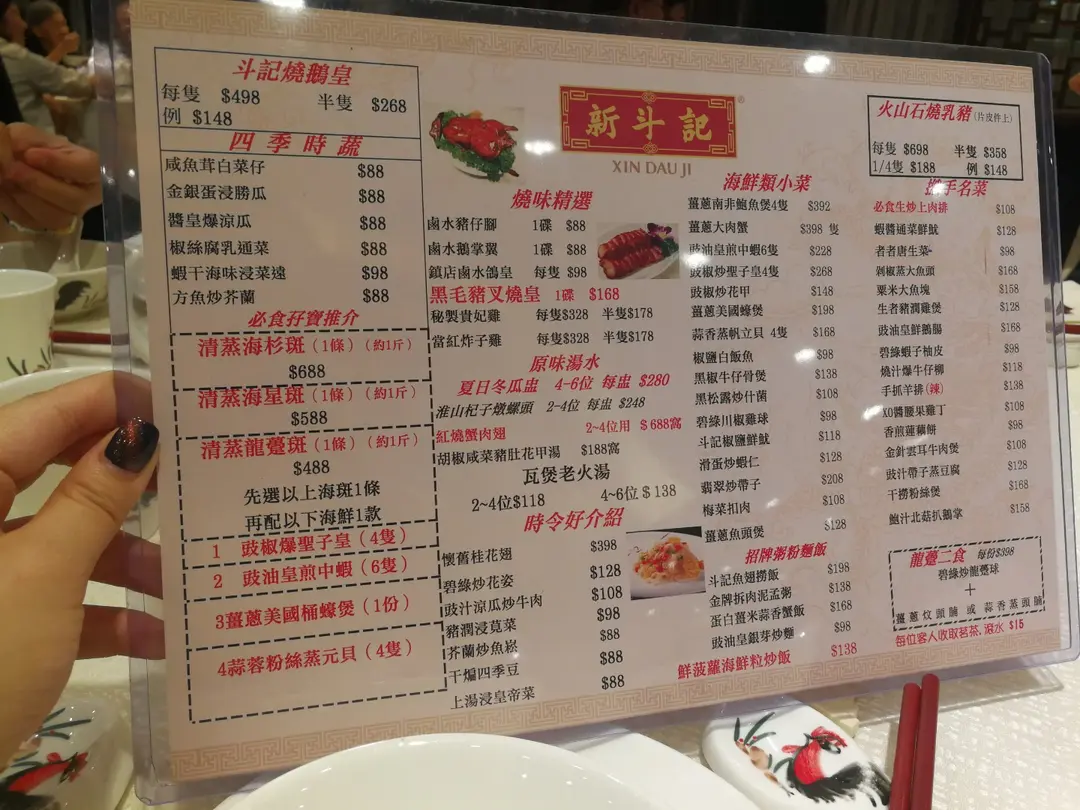 斗記燒鵝皇
每隻 $498 半隻 $268
例 $148
四季時蔬
咸魚茸白菜仔 $88
金銀蛋浸勝瓜 $88
醬皇爆涼瓜 $88
椒絲腐乳通菜 $88
蝦干海味浸菜遠 $98
方魚炒芥蘭 $88
必食孖寶推介
清蒸海杉斑(1條)(約1斤)
$688
清蒸海星斑(1條)(約1斤)
$588
清蒸龍躉斑(1條)(約1斤)
$488
先選以上海斑1條
再配以下海鮮1款
1 豉椒爆聖子皇(4隻)
2 豉油皇煎中蝦(6隻)
3薑蔥美國桶蠔煲(1份)
4蒜蓉粉絲蒸元貝(4隻)
新斗記
XIN DAU JI
燒味精選
鹵水豬仔腳 1碟 $88
鹵水鵝掌翼 1碟 $88
鎮店鹵水鴿皇 每隻 $98
黑毛豬叉燒皇 1碟 $168
秘製貴妃雞 每隻$328 半隻$178
當紅炸子雞 每隻$328 半隻$178
原味湯水
夏日冬瓜盅 4-6位 每盅 $280
淮山杞子燉螺頭 2-4位 每盅 $248
紅燒蟹肉翅 2~4位用 $688窩
胡椒咸菜豬肚花甲湯 $188窩
瓦煲老火湯
2~4位$118 4~6位$138
時令好介紹
懷舊桂花翅 $398
碧綠炒花姿 $128
豉汁涼瓜炒牛肉 $108
豬潤浸莧菜 $98
芥蘭炒魚崧 $88
干煸四季豆 $88
上湯浸皇帝菜 $88
海鮮類小菜
薑蔥南非鮑魚煲4隻 $392
薑蔥大肉蟹 $398 隻
豉油皇煎中蝦6隻 $228
豉椒炒聖子皇4隻 $268
豉椒炒花甲 $148
薑蔥美國蠔煲 $198
蒜香蒸帆立貝 4隻 $168
椒鹽白飯魚 $98
黑椒牛仔骨煲 $138
黑松露炒什菌 $108
碧綠川椒雞球 $98
斗記椒鹽鮮魷 $118
滑蛋炒蝦仁 $128
翡翠炒帶子 $208
梅菜扣肉 $108
薑蔥魚頭煲 $128
招牌粥粉麵飯
斗記魚翅撈飯 $198
金牌拆肉泥孟粥 $138
蛋白薑米蒜香蟹飯 $168
豉油皇銀芽炒麵 $98
鮮菠蘿海鮮粒炒飯 $138
火山石燒乳豬(片皮件上)
每隻 $698 半隻 $358
1/4隻 $188 例 $148
名菜
必食生炒上肉排 $108
蝦醬通菜鮮魷 $128
者者唐生菜 $98
剁椒蒸大魚頭 $168
粟米大魚塊 $158
生者豬潤雞煲 $128
豉油皇鮮鵝腸 $168
碧綠蝦子柚皮 $98
燒汁爆牛仔柳 $118
手抓羊排(辣) $138
XO醬腰果雞丁 $108
香煎蓮藕餅 $98
金針雲耳牛肉煲 $108
豉汁帶子蒸豆腐 $128
干撈粉絲煲 $168
鮑汁北菇扒鵝掌 $158
龍躉二食 每份$398
碧綠炒龍躉球
+
薑蔥炆頭腩 或 蒜香蒸頭腩
每位客人收取茗茶.滾水 $15